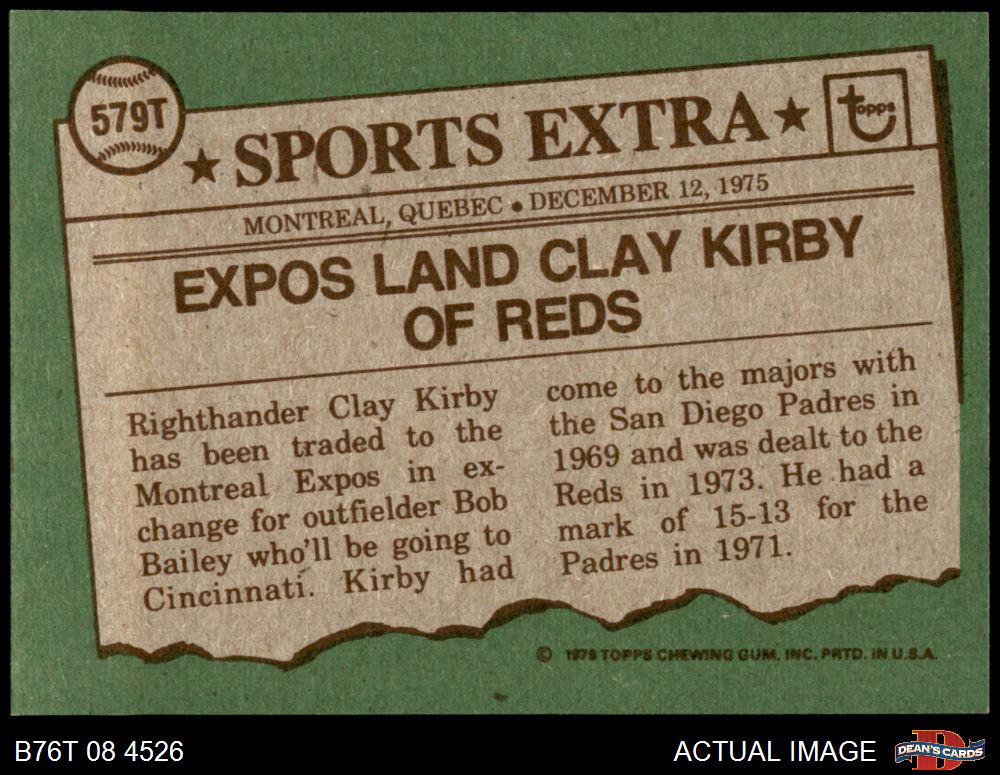 579T
★ SPORTS EXTRA ★
topps
MONTREAL, QUEBEC • DECEMBER 12, 1975
EXPOS LAND CLAY KIRBY
OF REDS
Righthander Clay Kirby
has been traded to the
Montreal Expos in ex-
change for outfielder Bob
Bailey who'll be going to
Cincinnati. Kirby had
come to the majors with
the San Diego Padres in
1969 and was dealt to the
Reds in 1973. He had a
mark of 15-13 for the
Padres in 1971.
© 1976 TOPPS CHEWING GUM, INC. PRTD. IN U.S.A.
B76T 08 4526
ACTUAL IMAGE
DEAN'S CARDS